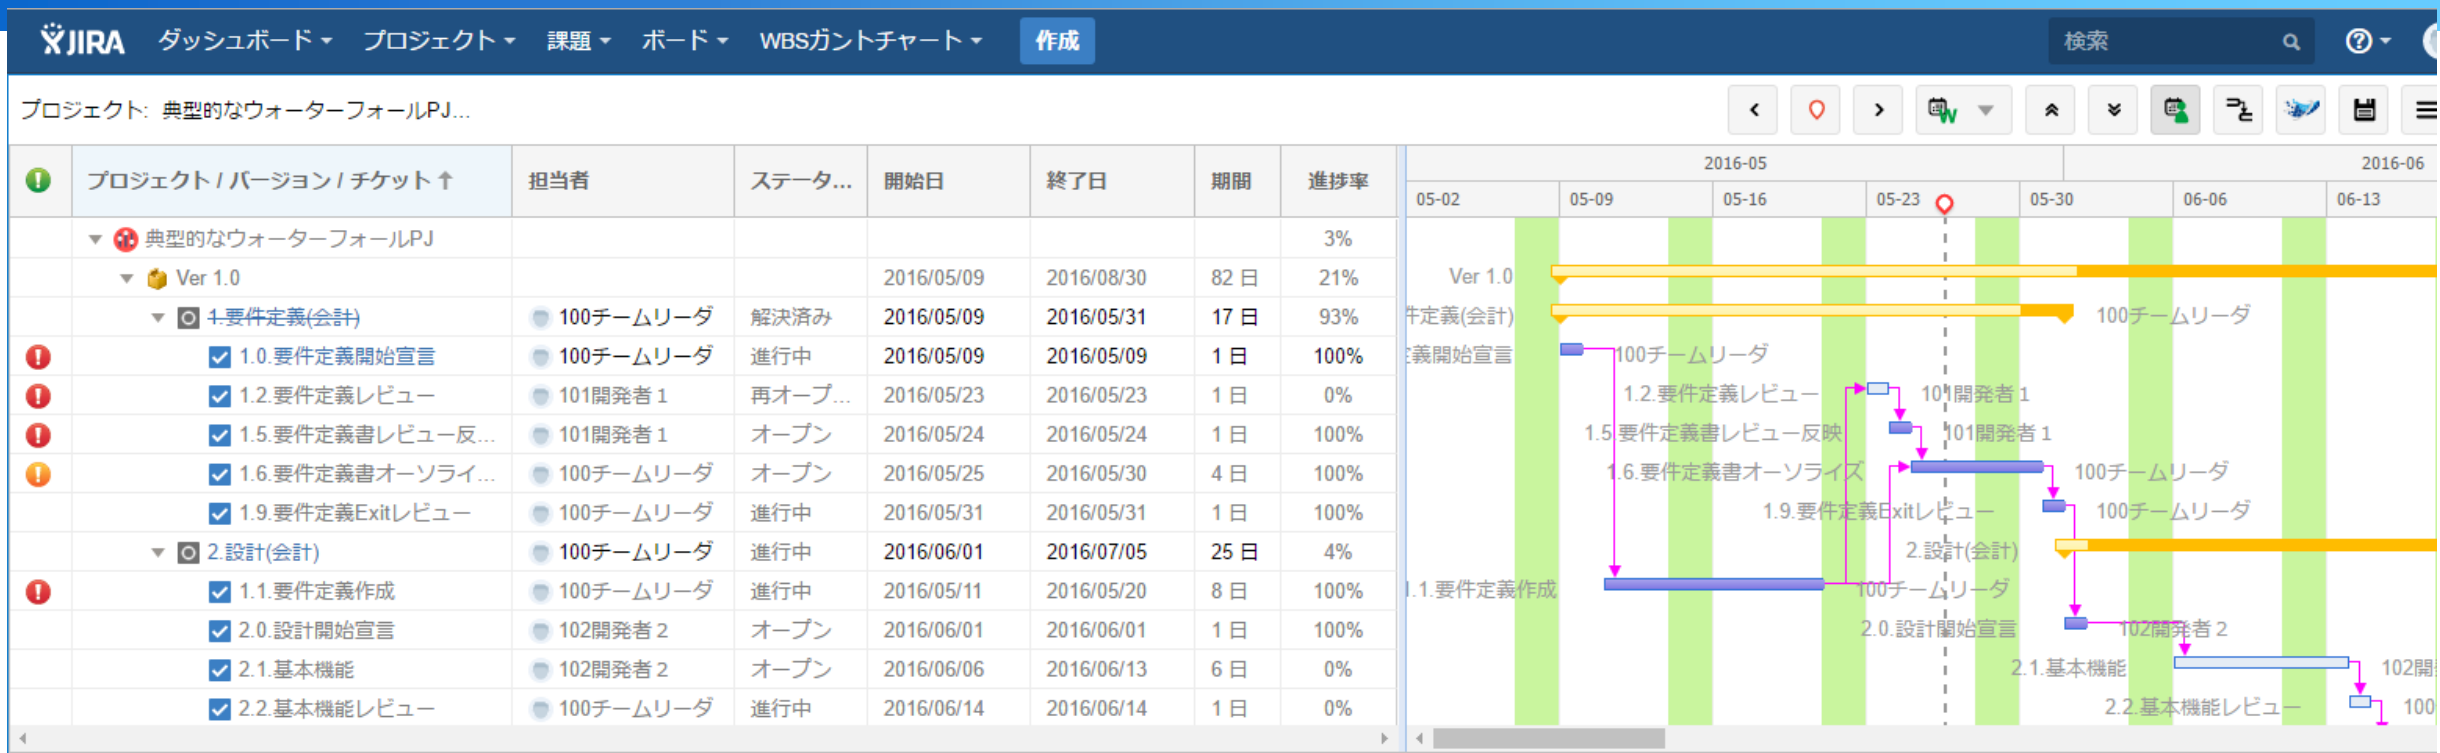 JIRA ダッシュボード プロジェクト 課題 ボード WBSガントチャート 作成 検索
プロジェクト: 典型的なウォーターフォールPJ...
プロジェクト / バージョン / チケット 担当者 ステータ... 開始日 終了日 期間 進捗率
2016-05 2016-06
05-02 05-09 05-16 05-23 05-30 06-06 06-13
典型的なウォーターフォールPJ 3%
Ver 1.0 2016/05/09 2016/08/30 82 日 21% Ver 1.0
1.要件定義(会計) 100チームリーダ 解決済み 2016/05/09 2016/05/31 17 日 93% 件定義(会計) 100チームリーダ
1.0.要件定義開始宣言 100チームリーダ 進行中 2016/05/09 2016/05/09 1 日 100% 義開始宣言 100チームリーダ
1.2.要件定義レビュー 101開発者 1 再オープ... 2016/05/23 2016/05/23 1 日 0% 1.2.要件定義レビュー 101開発者 1
1.5.要件定義書レビュー反... 101開発者 1 オープン 2016/05/24 2016/05/24 1 日 100% 1.5.要件定義書レビュー反映 101開発者 1
1.6.要件定義書オーソライ... 100チームリーダ オープン 2016/05/25 2016/05/30 4 日 100% 1.6.要件定義書オーソライズ 100チームリーダ
1.9.要件定義Exitレビュー 100チームリーダ 進行中 2016/05/31 2016/05/31 1 日 100% 1.9.要件定義Exitレビュー 100チームリーダ
2.設計(会計) 100チームリーダ 進行中 2016/06/01 2016/07/05 25 日 4% 2.設計(会計)
1.1.要件定義作成 100チームリーダ 進行中 2016/05/11 2016/05/20 8 日 100% 1.1.要件定義作成 100チームリーダ
2.0.設計開始宣言 102開発者 2 オープン 2016/06/01 2016/06/01 1 日 100% 2.0.設計開始宣言 102開発者 2
2.1.基本機能 102開発者 2 オープン 2016/06/06 2016/06/13 6 日 0% 2.1.基本機能 102開
2.2.基本機能レビュー 100チームリーダ 進行中 2016/06/14 2016/06/14 1 日 0% 2.2.基本機能レビュー 100